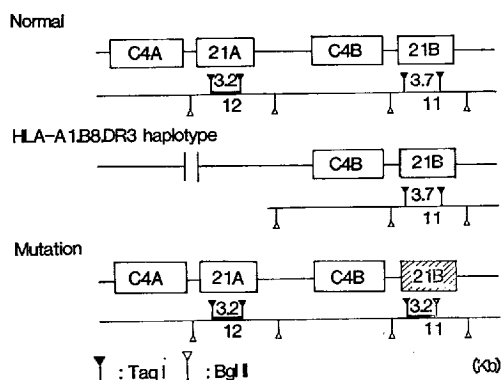 Normal
C4A 21A C4B 21B
3.2 3.7
12 11
HLA-A1.B8.DR3 haplotype
C4B 21B
3.7
11
Mutation
C4A 21A C4B 21B
3.2 3.2
12 11
: Taq I : Bgl II (Kb)